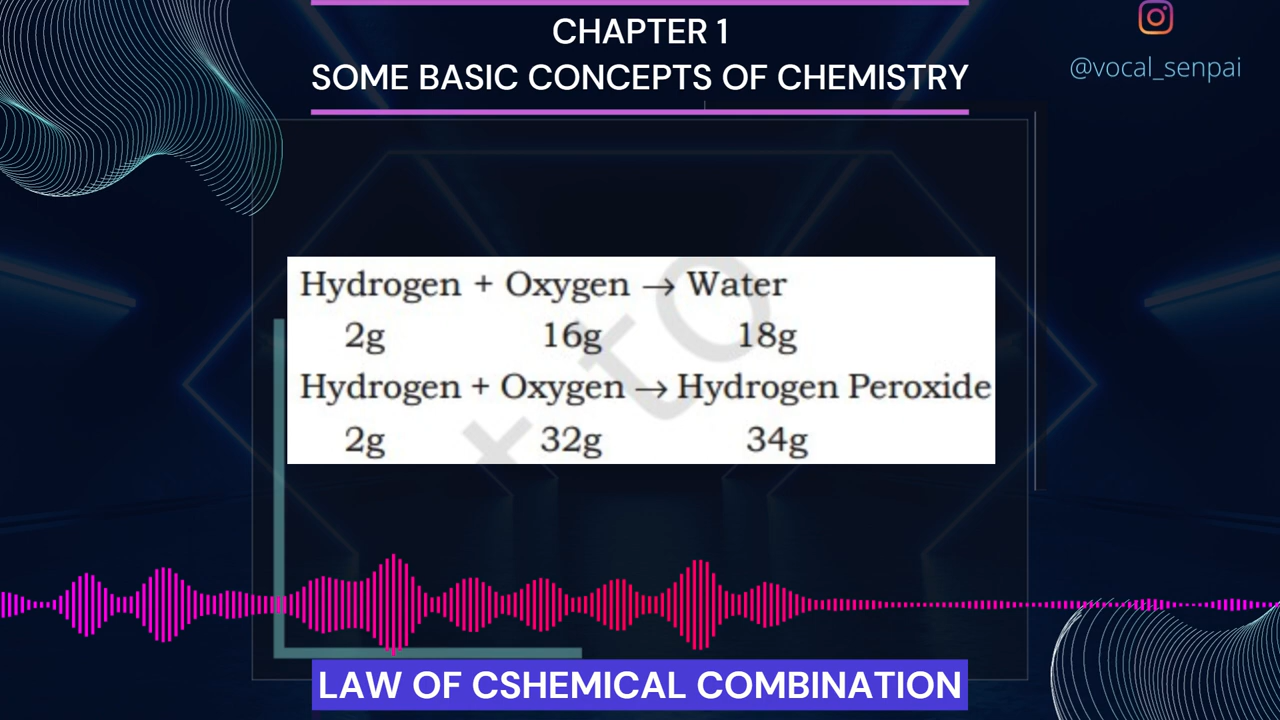 CHAPTER 1
SOME BASIC CONCEPTS OF CHEMISTRY
@vocal_senpai
Hydrogen + Oxygen → Water
2g 16g 18g
Hydrogen + Oxygen → Hydrogen Peroxide
2g 32g 34g
LAW OF CSHEMICAL COMBINATION